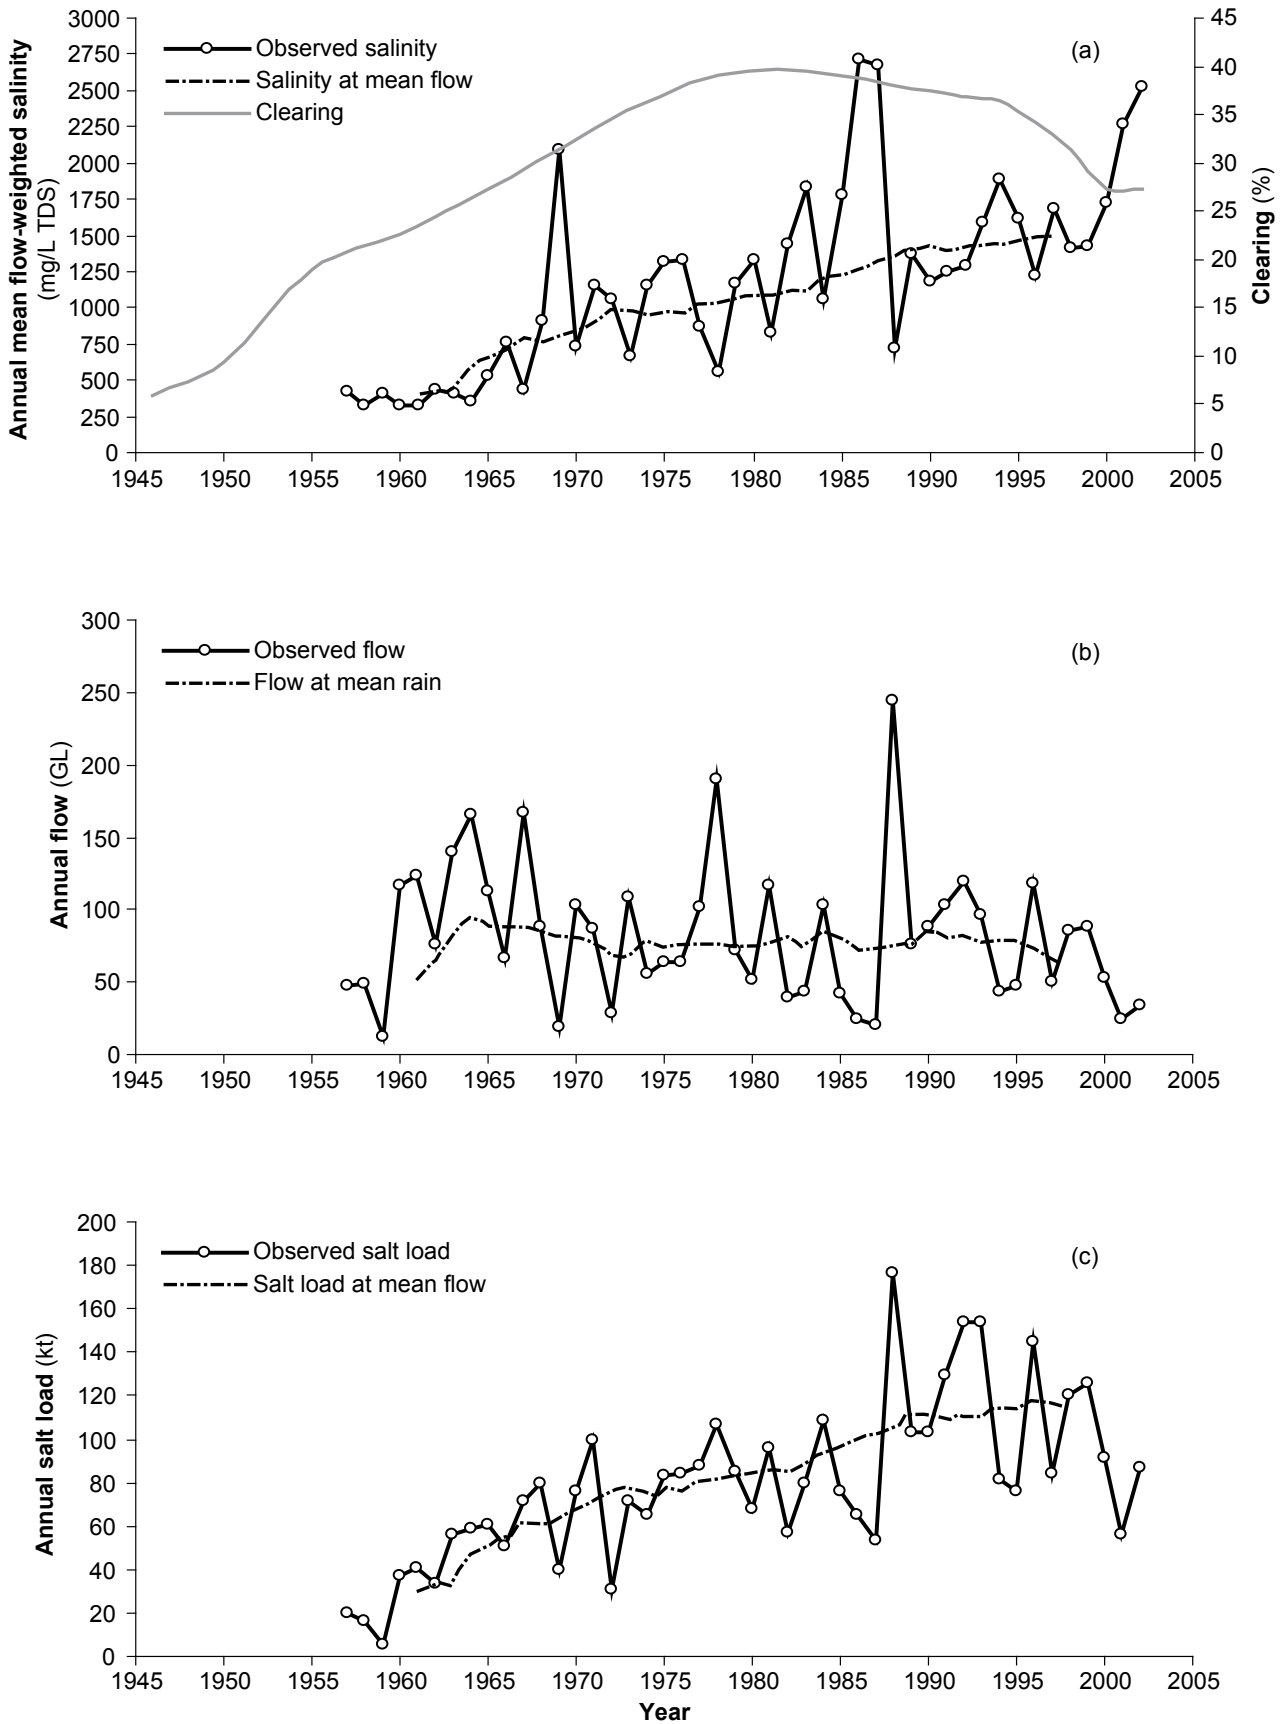 Annual mean flow-weighted salinity
(mg/L TDS)
3000
2750
2500
2250
2000
1750
1500
1250
1000
750
500
250
0
Observed salinity
Salinity at mean flow
Clearing
(a)
45
40
35
30
25
20
15
10
5
0
Clearing (%)
1945 1950 1955 1960 1965 1970 1975 1980 1985 1990 1995 2000 2005
Annual flow (GL)
300
250
200
150
100
50
0
Observed flow
Flow at mean rain
(b)
1945 1950 1955 1960 1965 1970 1975 1980 1985 1990 1995 2000 2005
Annual salt load (kt)
200
180
160
140
120
100
80
60
40
20
0
Observed salt load
Salt load at mean flow
(c)
1945 1950 1955 1960 1965 1970 1975 1980 1985 1990 1995 2000 2005
Year